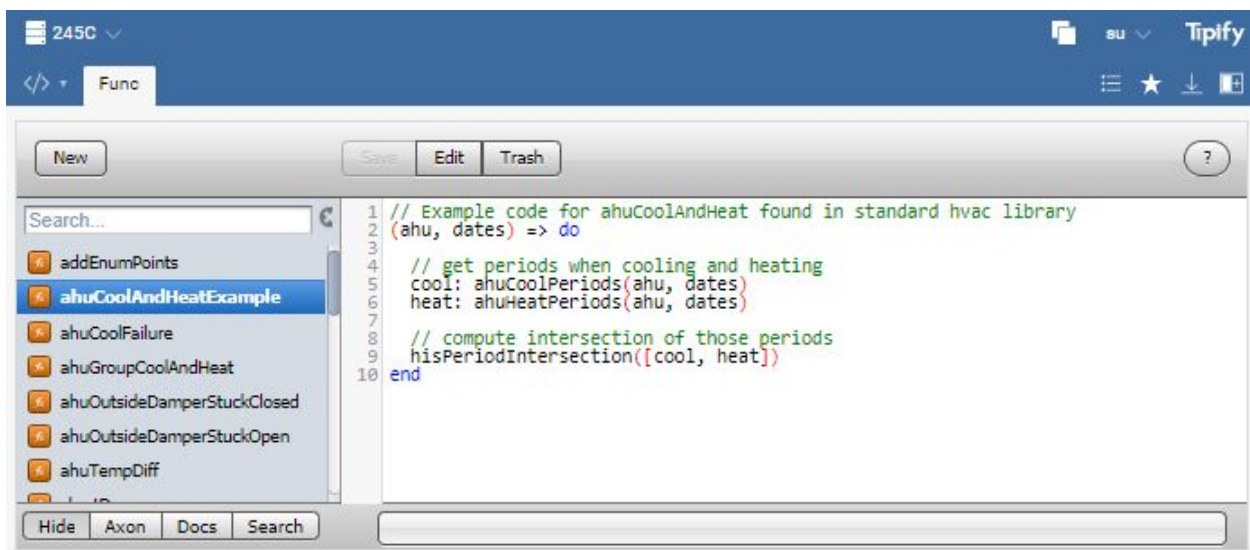 245C
su
Tipify
</>
Func
New
Save
Edit
Trash
?
Search...
addEnumPoints
ahuCoolAndHeatExample
ahuCoolFailure
ahuGroupCoolAndHeat
ahuOutsideDamperStuckClosed
ahuOutsideDamperStuckOpen
ahuTempDiff
1 // Example code for ahuCoolAndHeat found in standard hvac library
2 (ahu, dates) => do
3
4 // get periods when cooling and heating
5 cool: ahuCoolPeriods(ahu, dates)
6 heat: ahuHeatPeriods(ahu, dates)
7
8 // compute intersection of those periods
9 hisPeriodIntersection([cool, heat])
10 end
Hide
Axon
Docs
Search